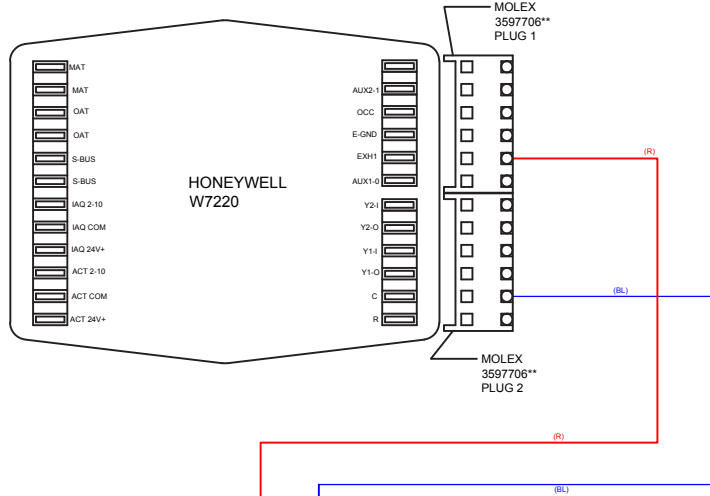 MOLEX
3597706**
PLUG 1
MAT
MAT
OAT
OAT
S-BUS
S-BUS
IAQ 2-10
IAQ COM
IAQ 24V+
ACT 2-10
ACT COM
ACT 24V+
HONEYWELL
W7220
AUX2-1
OCC
E-GND
EXH1
AUX1-0
Y2-I
Y2-O
Y1-I
Y1-O
C
R
(R)
(BL)
MOLEX
3597706**
PLUG 2
(R)
(BL)